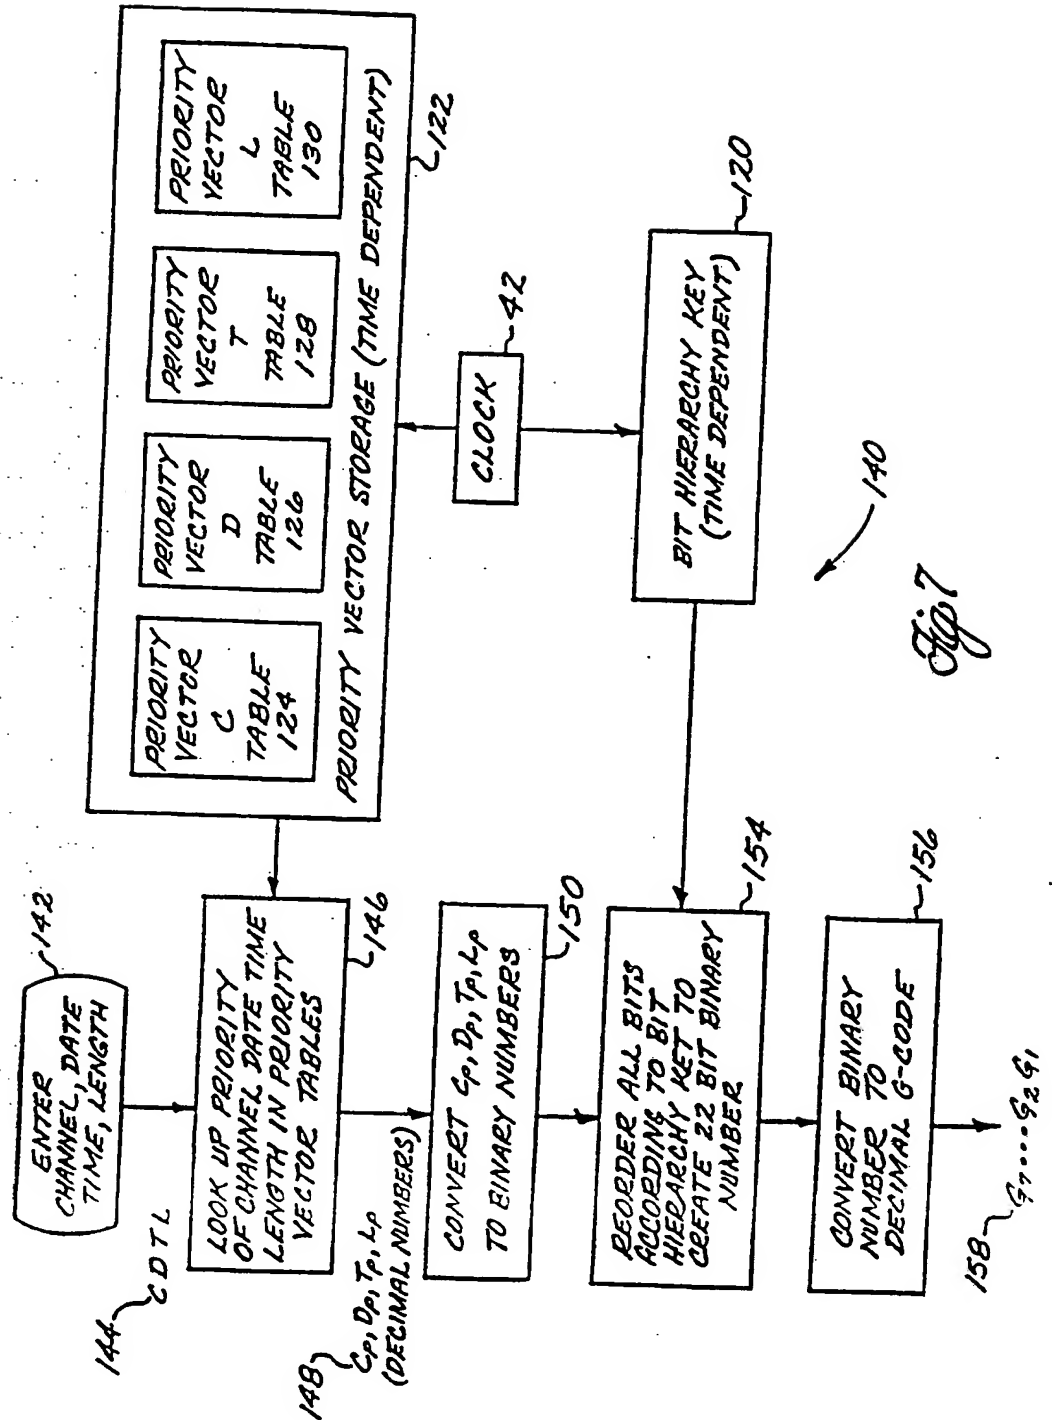 142
ENTER
CHANNEL, DATE
TIME, LENGTH
144
C D T L
LOOK UP PRIORITY
OF CHANNEL DATE TIME
LENGTH IN PRIORITY
VECTOR TABLES
146
148
Cp, Dp, Tp, Lp
(DECIMAL NUMBERS)
CONVERT Cp, Dp, Tp, Lp
TO BINARY NUMBERS
150
REORDER ALL BITS
ACCORDING TO BIT
HIERARCHY KET TO
CREATE 22 BIT BINARY
NUMBER
154
CONVERT BINARY
NUMBER TO
DECIMAL G-CODE
156
158
G7....G2G1
PRIORITY
VECTOR
C
TABLE
124
PRIORITY
VECTOR
D
TABLE
126
PRIORITY
VECTOR
T
TABLE
128
PRIORITY
VECTOR
L
TABLE
130
PRIORITY VECTOR STORAGE (TIME DEPENDENT)
122
CLOCK
42
BIT HIERARCHY KEY
(TIME DEPENDENT)
120
140
Fig 7